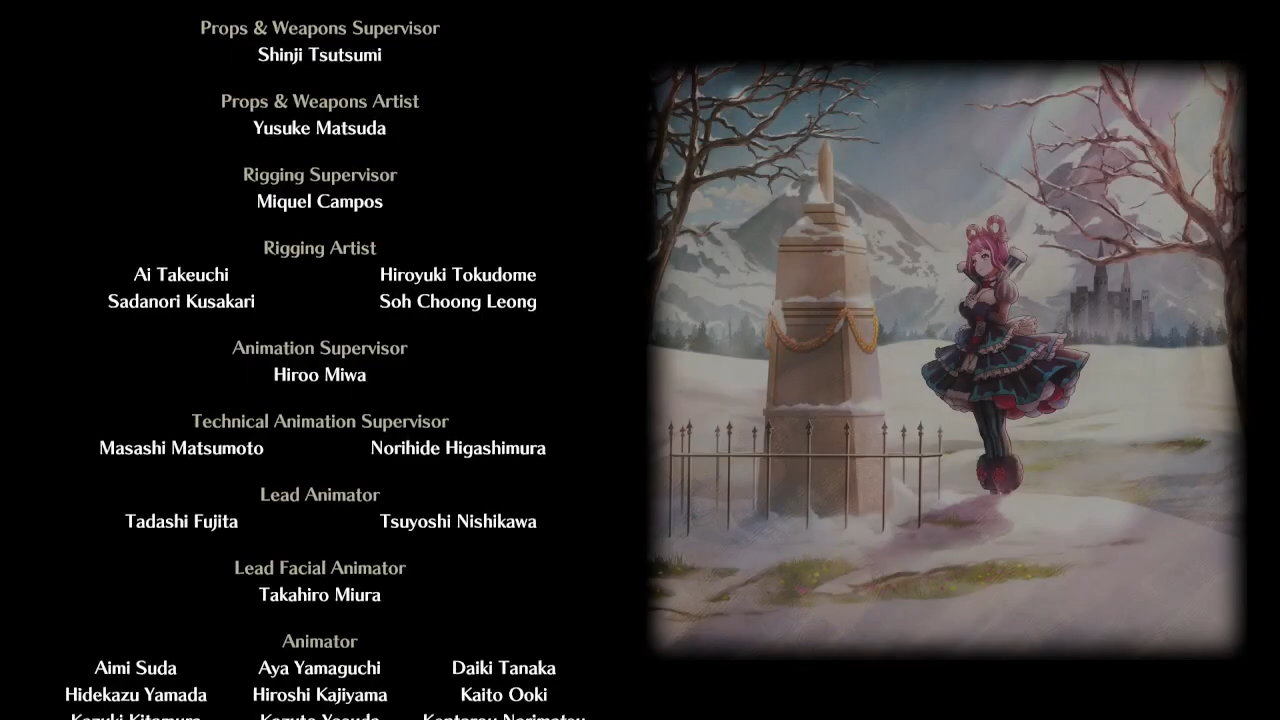 Props & Weapons Supervisor
Shinji Tsutsumi
Props & Weapons Artist
Yusuke Matsuda
Rigging Supervisor
Miquel Campos
Rigging Artist
Ai Takeuchi Hiroyuki Tokudome
Sadanori Kusakari Soh Choong Leong
Animation Supervisor
Hiroo Miwa
Technical Animation Supervisor
Masashi Matsumoto Norihide Higashimura
Lead Animator
Tadashi Fujita Tsuyoshi Nishikawa
Lead Facial Animator
Takahiro Miura
Animator
Aimi Suda Aya Yamaguchi Daiki Tanaka
Hidekazu Yamada Hiroshi Kajiyama Kaito Ooki